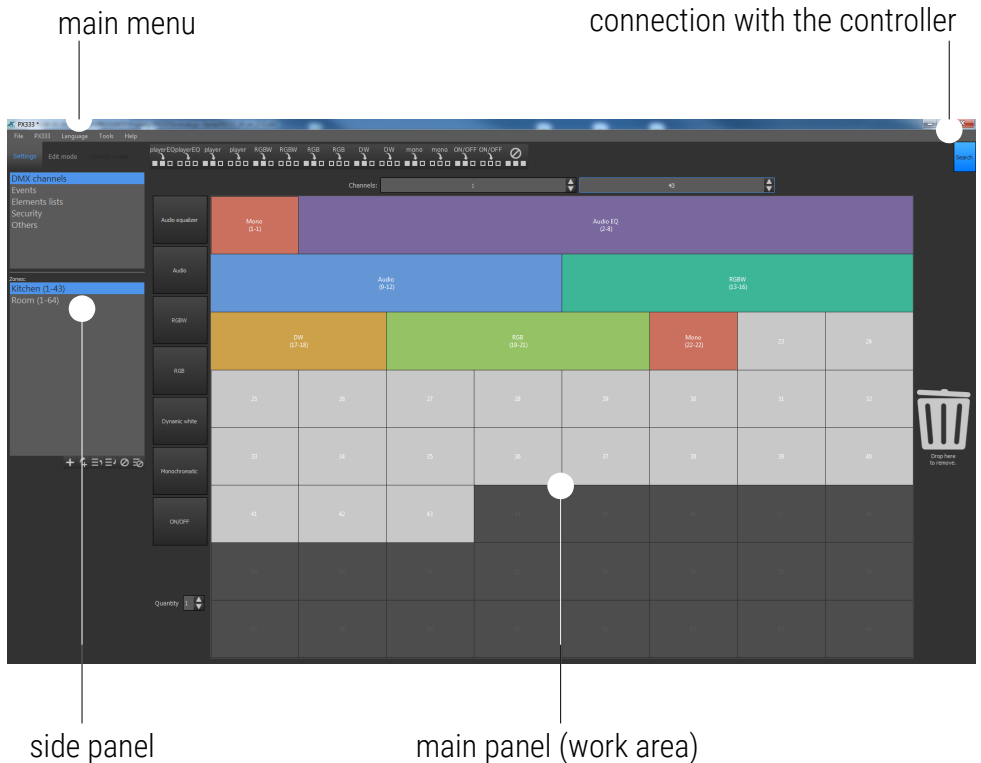 main menu
connection with the controller
PX333 *
File PX333 Language Tools Help
Settings Edit mode
playerEQ playerEQ player player RGBW RGBW RGB RGB DW DW mono mono ON/OFF ON/OFF
Search
DMX channels
Events
Elements lists
Security
Others
Channels: 1 43
Zones:
Kitchen (1-43)
Room (1-64)
Audio equalizer
Audio
RGBW
RGB
Dynamic white
Monochromatic
ON/OFF
Quantity 1
Mono
(1-1)
Audio EQ
(2-8)
Audio
(9-12)
RGBW
(13-16)
DW
(17-18)
RGB
(19-21)
Mono
(22-22)
23 24
25 26 27 28 29 30 31 32
33 34 35 36 37 38 39 40
41 42 43
Drop here
to remove.
side panel
main panel (work area)